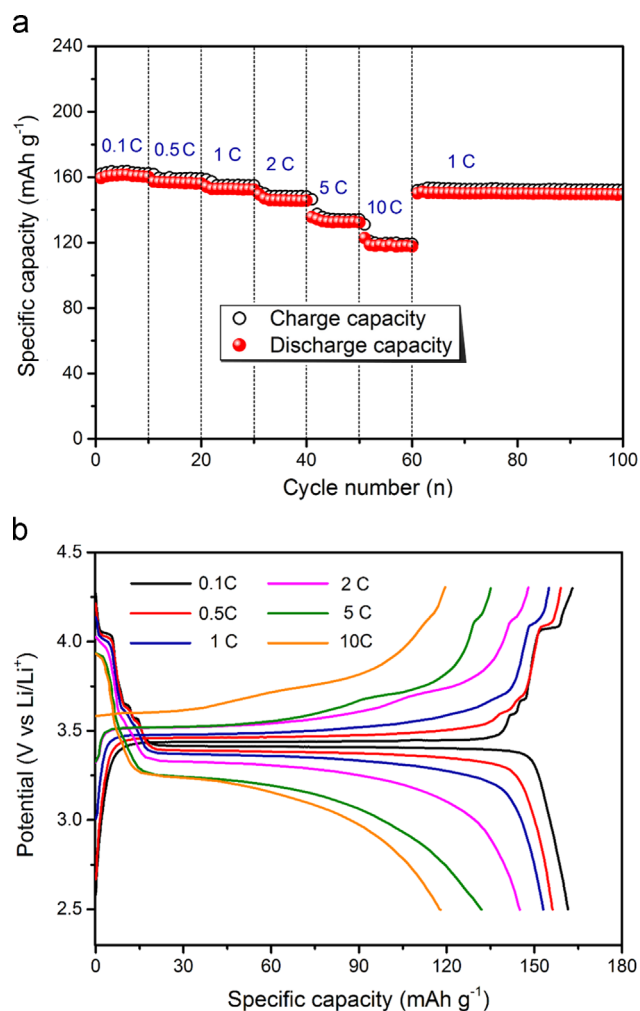 a
Specific capacity (mAh g⁻¹)
240
200
160
120
80
40
0
0.1 C
0.5 C
1 C
2 C
5 C
10 C
1 C
Charge capacity
Discharge capacity
0
20
40
60
80
100
Cycle number (n)
b
Potential (V vs Li/Li⁺)
4.5
4.0
3.5
3.0
2.5
0.1C
2 C
0.5C
5 C
1 C
10C
0
30
60
90
120
150
180
Specific capacity (mAh g⁻¹)